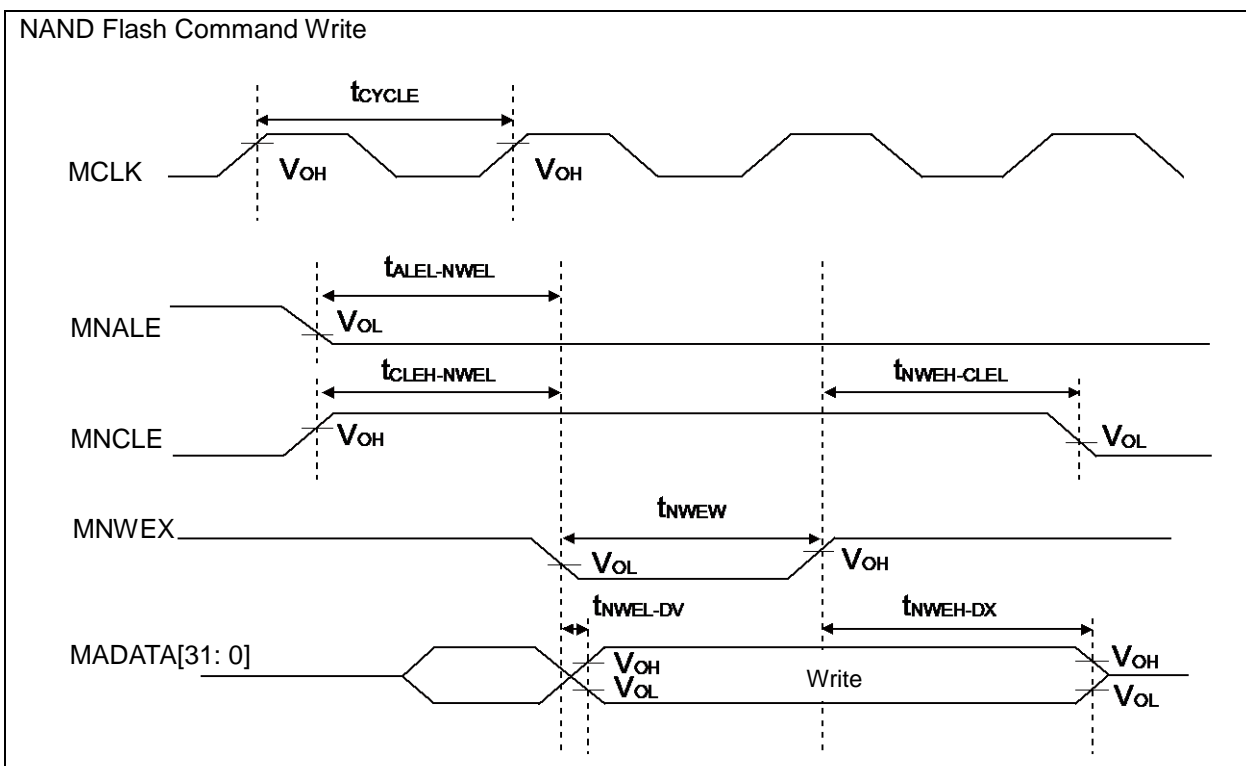 NAND Flash Command Write
tCYCLE
MCLK
VOH VOH
tALEL-NWEL
MNALE
VOL
tCLEH-NWEL tNWEH-CLEL
MNCLE
VOH VOL
tNWEW
MNWEX
VOL VOH
tNWEL-DV tNWEH-DX
MADATA[31: 0]
VOH Write VOH
VOL VOL